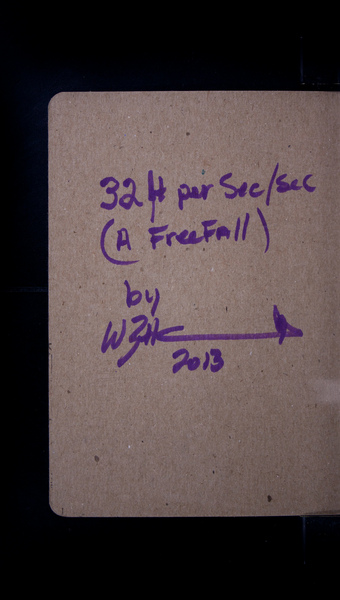 32 ft per Sec/Sec
(A FreeFall)
by
2013